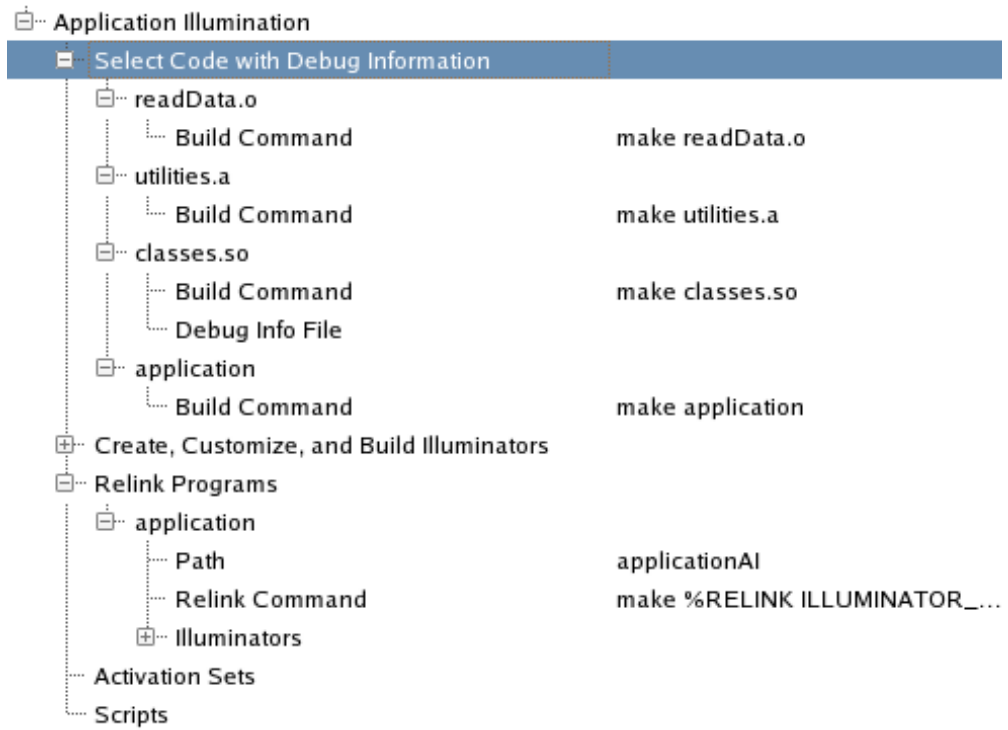 Application Illumination
Select Code with Debug Information
readData.o
Build Command make readData.o
utilities.a
Build Command make utilities.a
classes.so
Build Command make classes.so
Debug Info File
application
Build Command make application
Create, Customize, and Build Illuminators
Relink Programs
application
Path applicationAI
Relink Command make %RELINK ILLUMINATOR_...
Illuminators
Activation Sets
Scripts